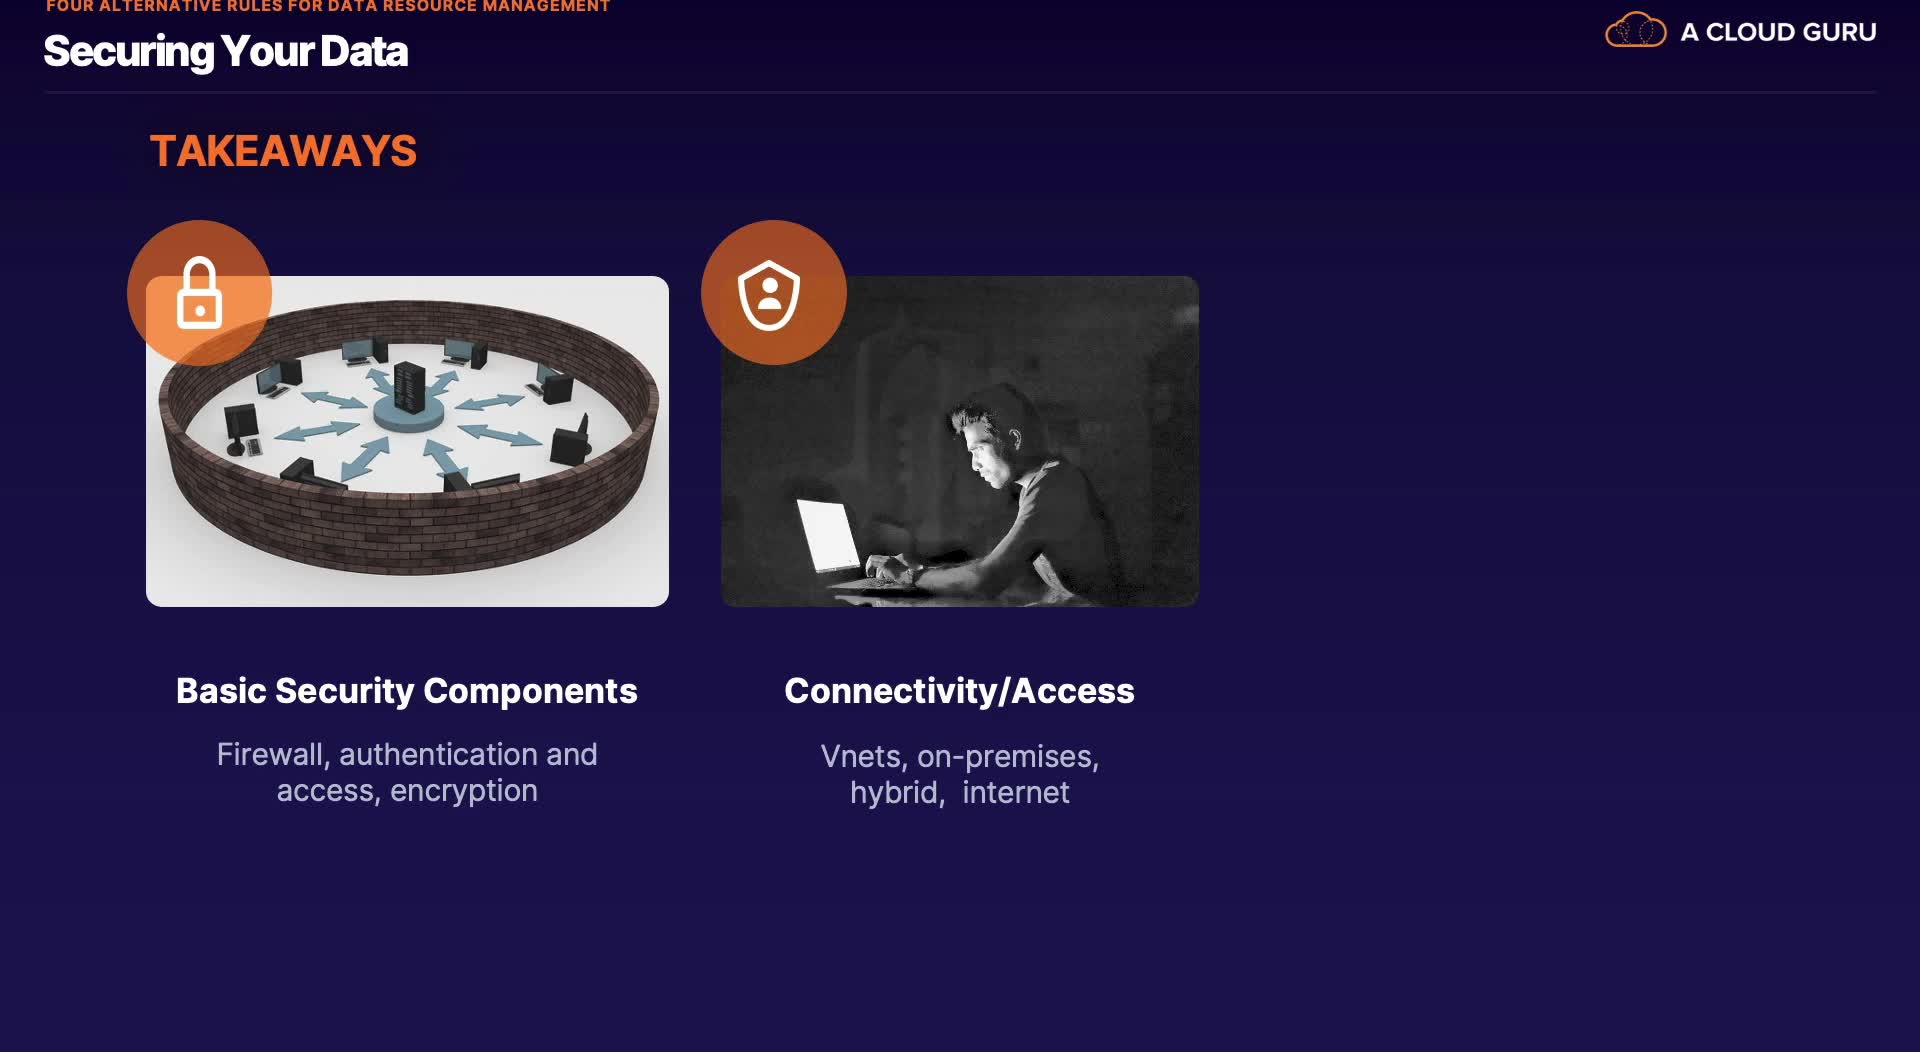 FOUR ALTERNATIVE RULES FOR DATA RESOURCE MANAGEMENT
Securing Your Data
A CLOUD GURU
TAKEAWAYS
Basic Security Components
Firewall, authentication and
access, encryption
Connectivity/Access
Vnets, on-premises,
hybrid, internet